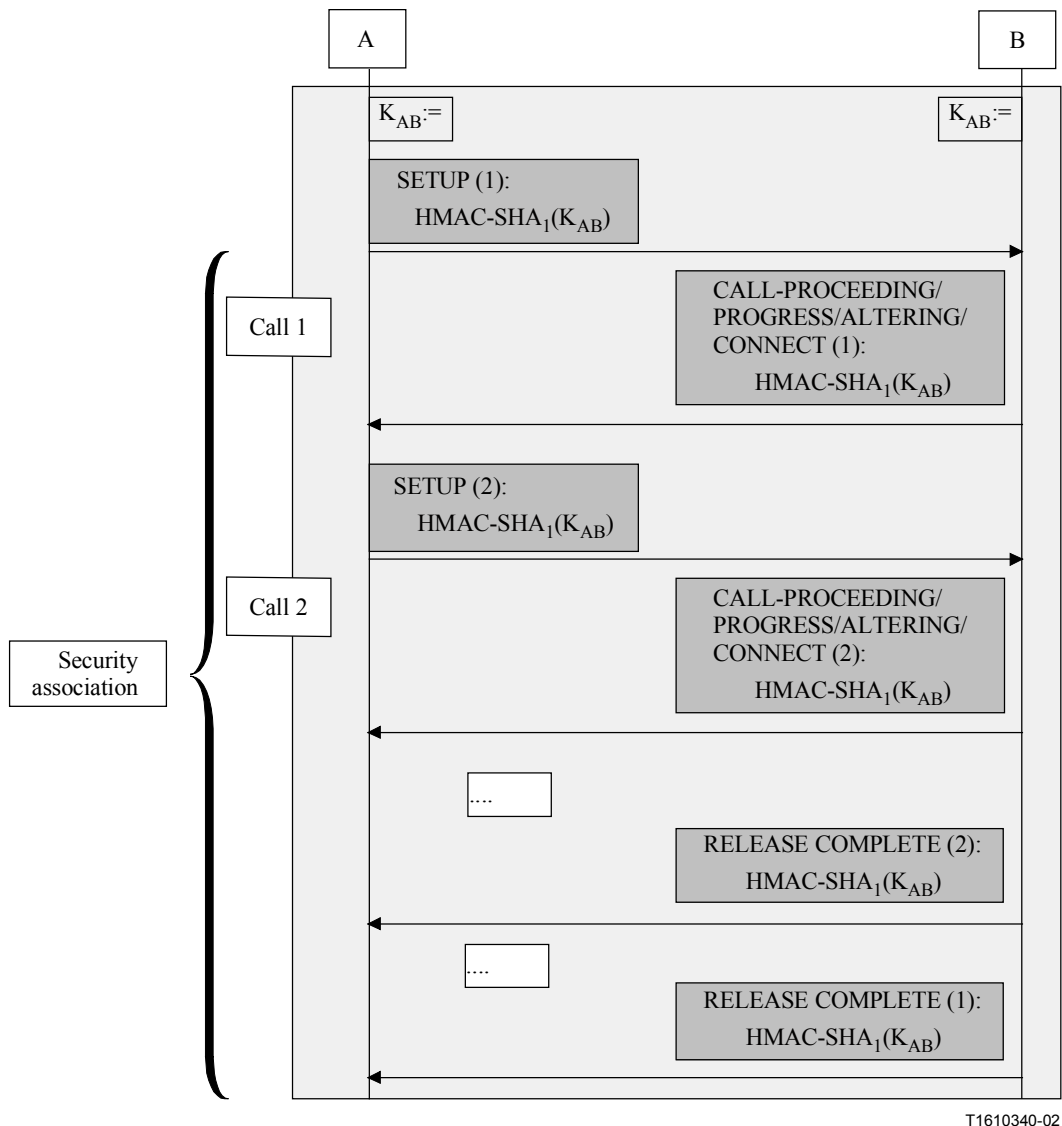 A
B
K_AB:=
K_AB:=
SETUP (1):
HMAC-SHA_1(K_AB)
CALL-PROCEEDING/
PROGRESS/ALTERING/
CONNECT (1):
HMAC-SHA_1(K_AB)
Call 1
SETUP (2):
HMAC-SHA_1(K_AB)
CALL-PROCEEDING/
PROGRESS/ALTERING/
CONNECT (2):
HMAC-SHA_1(K_AB)
Call 2
Security
association
....
RELEASE COMPLETE (2):
HMAC-SHA_1(K_AB)
....
RELEASE COMPLETE (1):
HMAC-SHA_1(K_AB)
T1610340-02